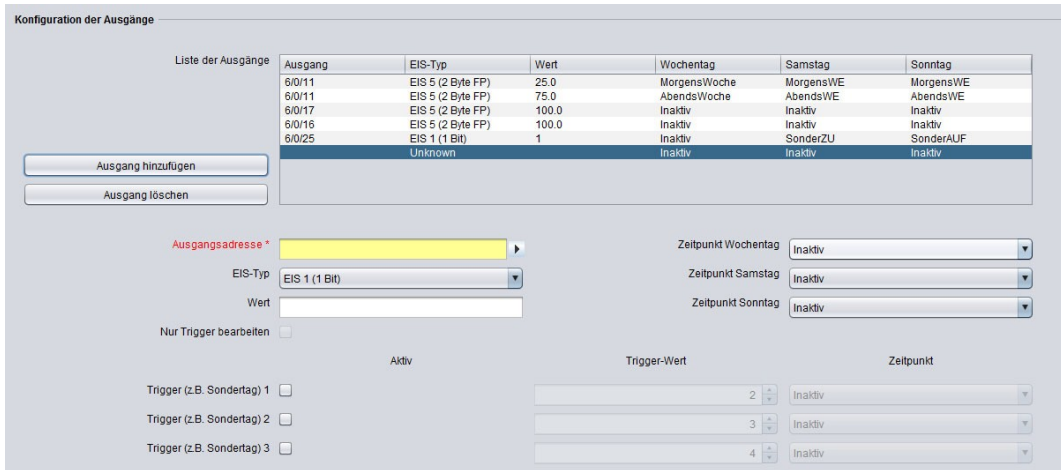 Konfiguration der Ausgänge
Liste der Ausgänge
Ausgang EIS-Typ Wert Wochentag Samstag Sonntag
6/0/11 EIS 5 (2 Byte FP) 25.0 MorgensWoche MorgensWE MorgensWE
6/0/11 EIS 5 (2 Byte FP) 75.0 AbendsWoche AbendsWE AbendsWE
6/0/17 EIS 5 (2 Byte FP) 100.0 Inaktiv Inaktiv Inaktiv
6/0/16 EIS 5 (2 Byte FP) 100.0 Inaktiv Inaktiv Inaktiv
6/0/25 EIS 1 (1 Bit) 1 Inaktiv SonderZU SonderAUF
Unknown Inaktiv Inaktiv Inaktiv
Ausgang hinzufügen
Ausgang löschen
Ausgangsadresse * Zeitpunkt Wochentag Inaktiv
EIS-Typ EIS 1 (1 Bit) Zeitpunkt Samstag Inaktiv
Wert Zeitpunkt Sonntag Inaktiv
Nur Trigger bearbeiten
Aktiv Trigger-Wert Zeitpunkt
Trigger (z.B. Sondertag) 1 2 Inaktiv
Trigger (z.B. Sondertag) 2 3 Inaktiv
Trigger (z.B. Sondertag) 3 4 Inaktiv